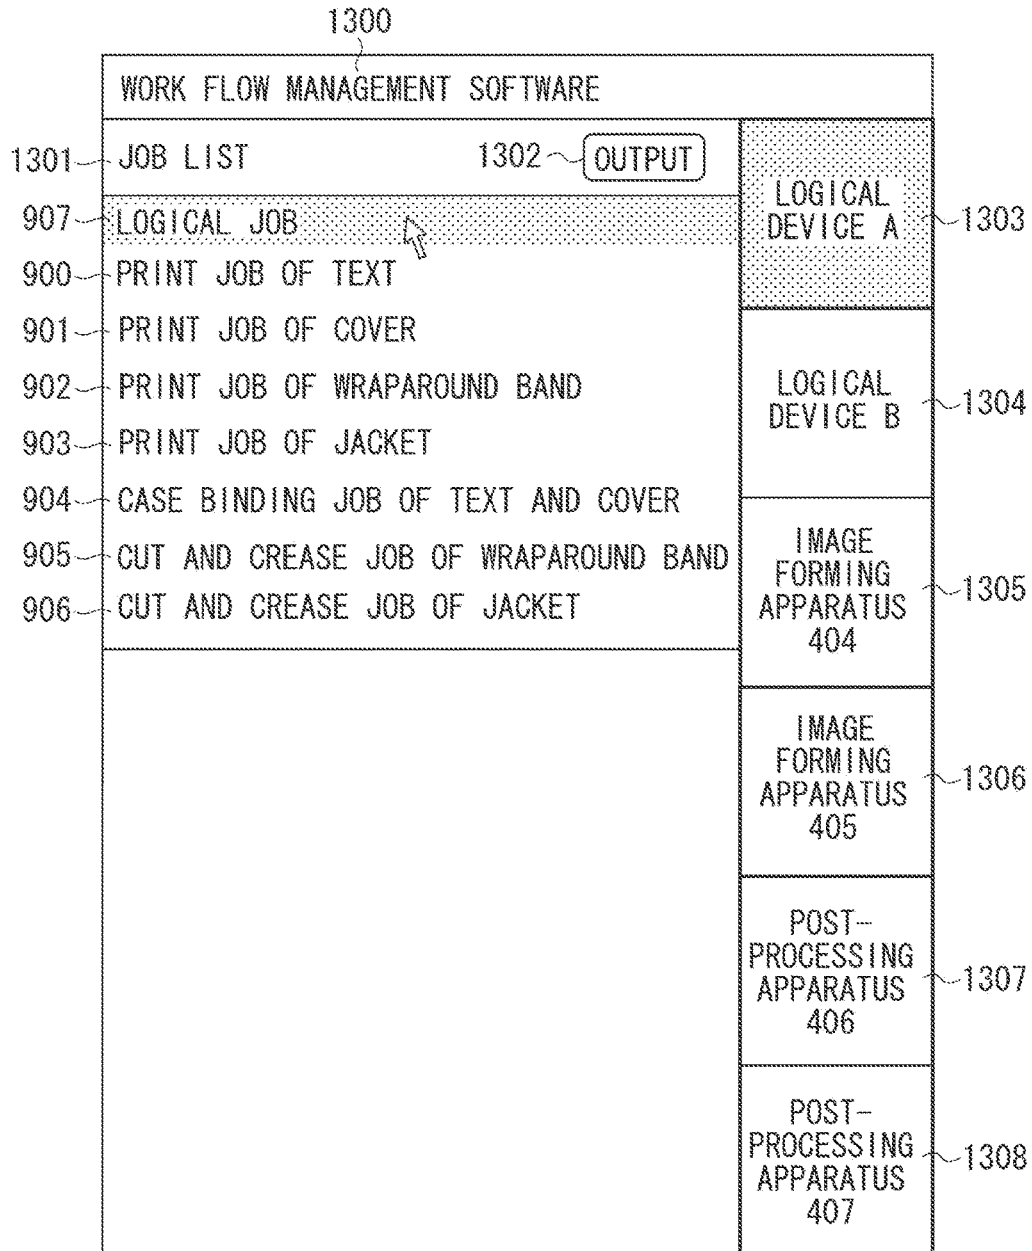 1300
WORK FLOW MANAGEMENT SOFTWARE
1301 JOB LIST 1302 OUTPUT
907 LOGICAL JOB
900 PRINT JOB OF TEXT
901 PRINT JOB OF COVER
902 PRINT JOB OF WRAPAROUND BAND
903 PRINT JOB OF JACKET
904 CASE BINDING JOB OF TEXT AND COVER
905 CUT AND CREASE JOB OF WRAPAROUND BAND
906 CUT AND CREASE JOB OF JACKET
LOGICAL
DEVICE A
1303
LOGICAL
DEVICE B
1304
IMAGE
FORMING
APPARATUS
404
1305
IMAGE
FORMING
APPARATUS
405
1306
POST-
PROCESSING
APPARATUS
406
1307
POST-
PROCESSING
APPARATUS
407
1308